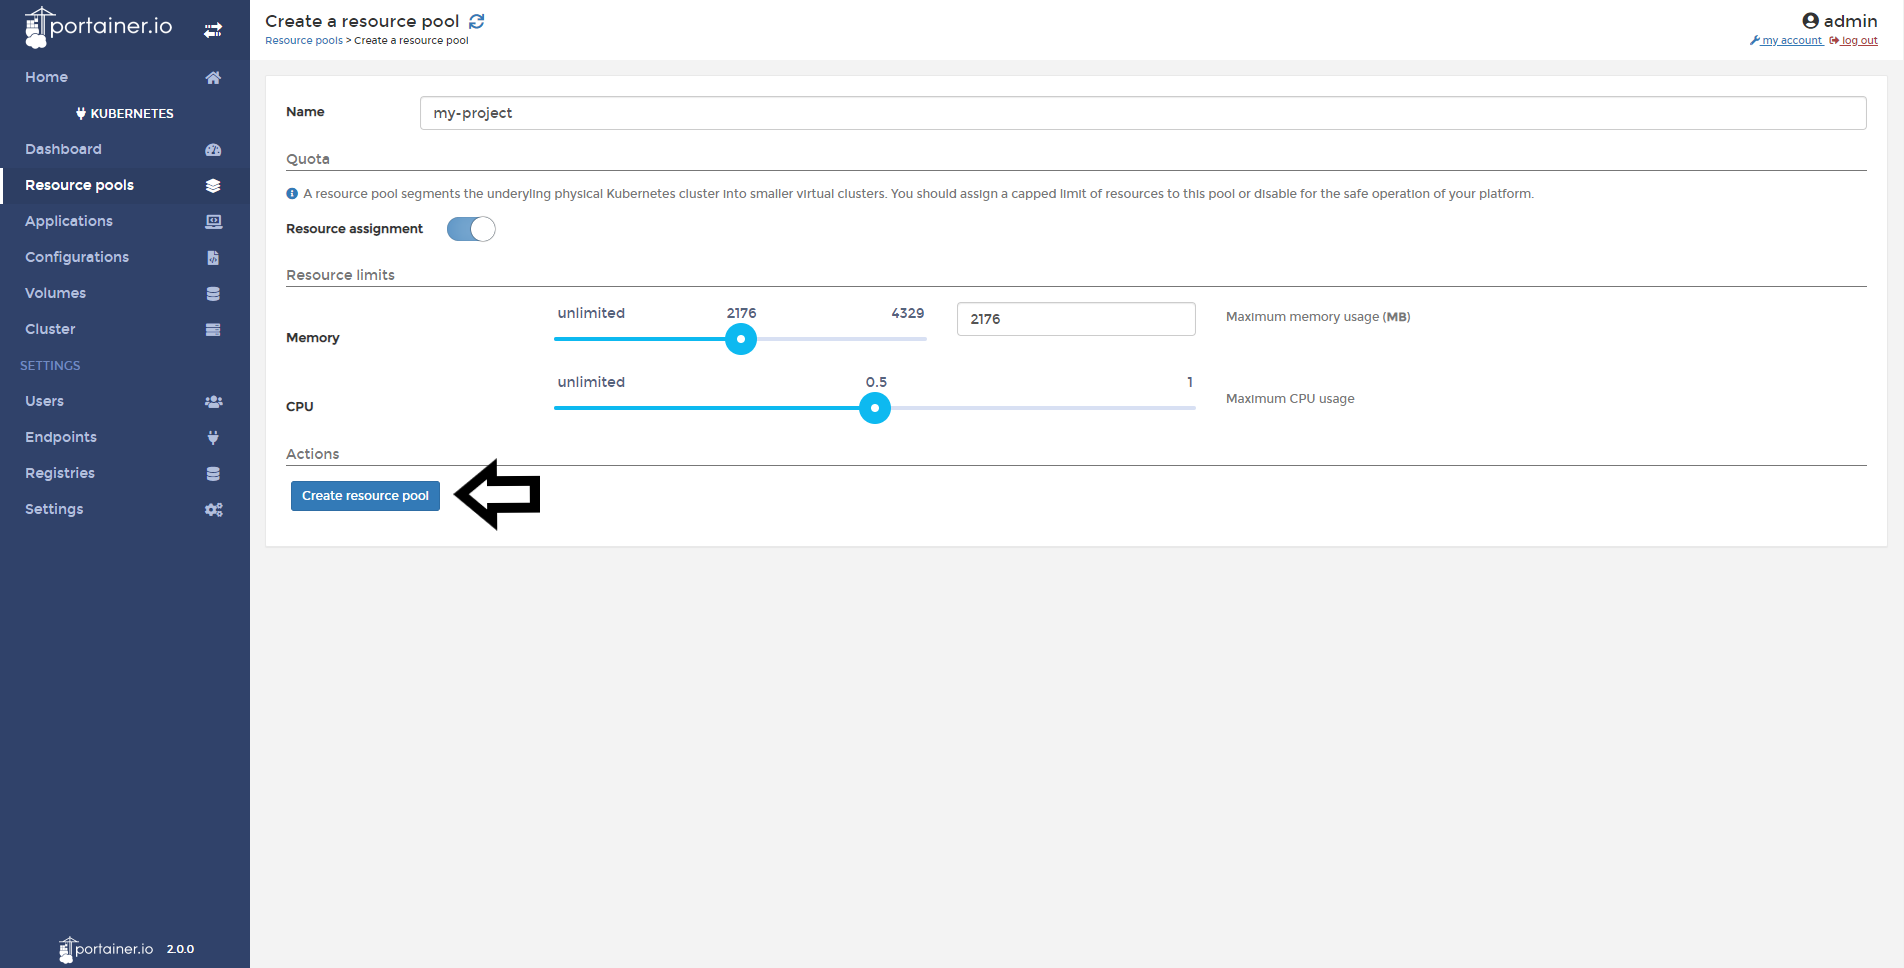 portainer.io
Home
KUBERNETES
Dashboard
Resource pools
Applications
Configurations
Volumes
Cluster
SETTINGS
Users
Endpoints
Registries
Settings
portainer.io 2.0.0
Create a resource pool
Resource pools > Create a resource pool
admin
my account log out
Name my-project
Quota
A resource pool segments the underyling physical Kubernetes cluster into smaller virtual clusters. You should assign a capped limit of resources to this pool or disable for the safe operation of your platform.
Resource assignment
Resource limits
unlimited 2176 4329
Memory 2176 Maximum memory usage (MB)
unlimited 0.5 1
CPU Maximum CPU usage
Actions
Create resource pool